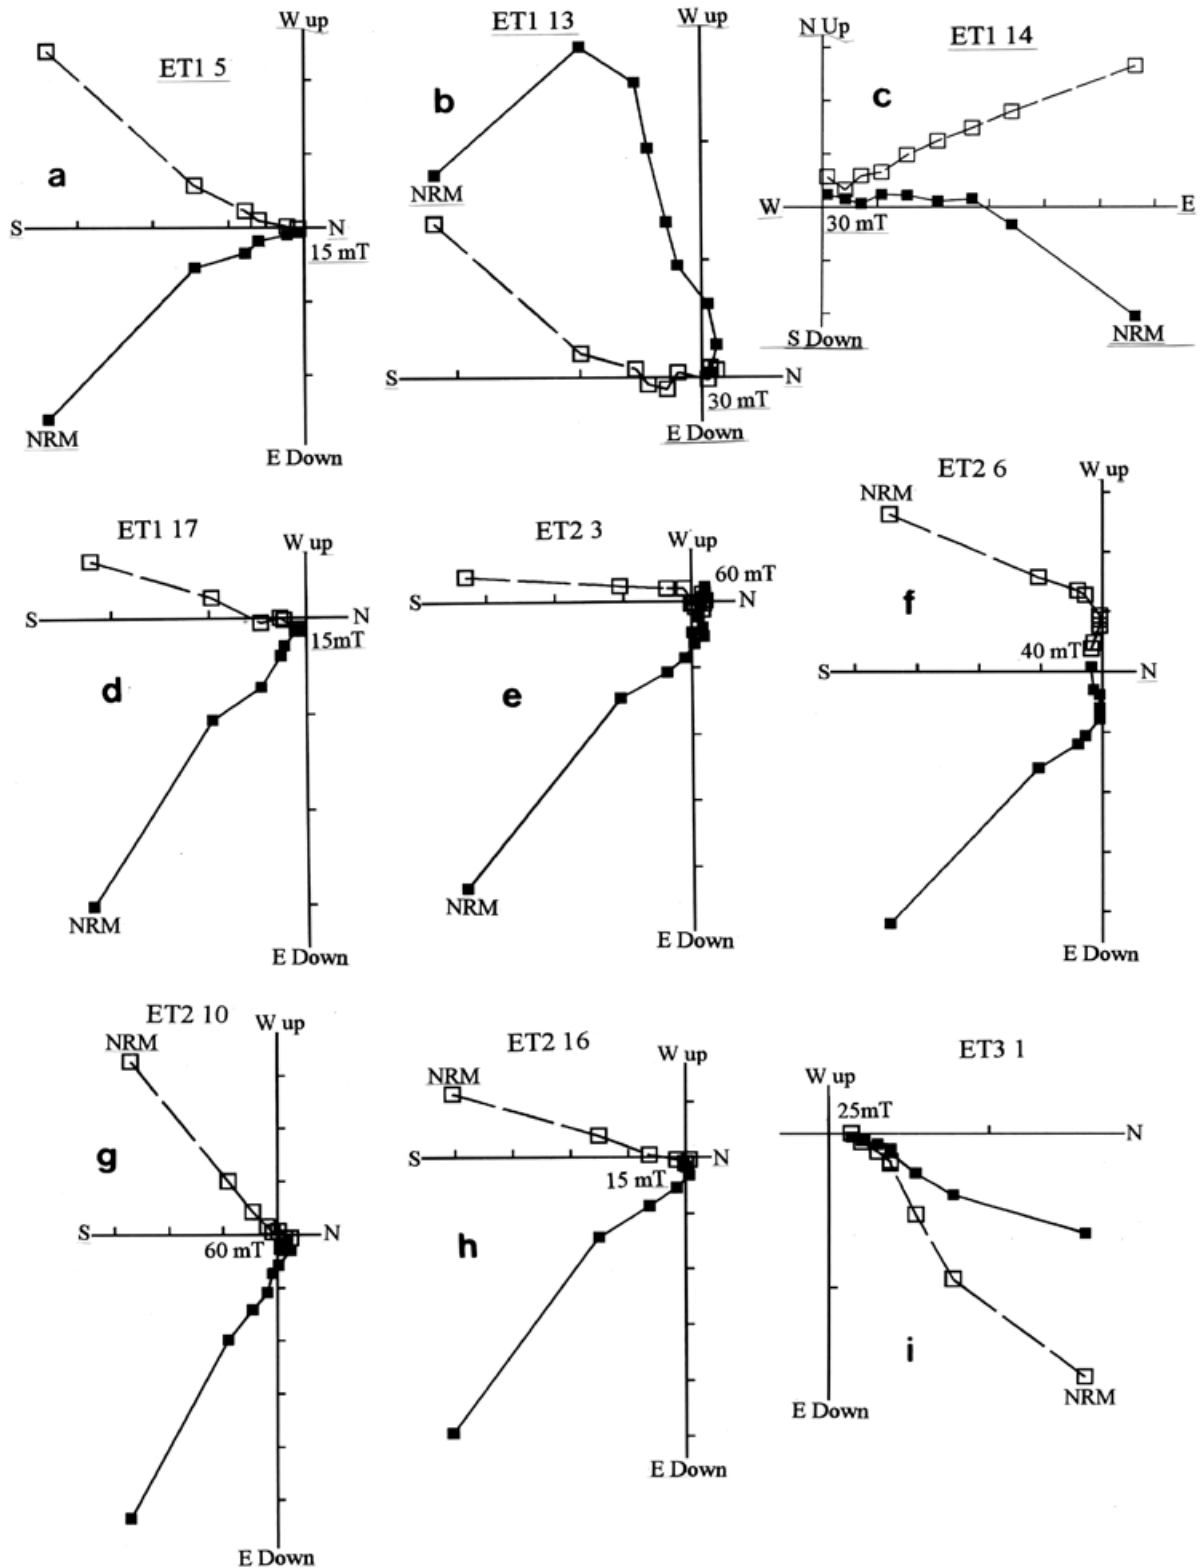 W up
ET1 5
a
S
N
15 mT
NRM
E Down
ET1 13
W up
b
NRM
S
N
30 mT
E Down
N Up
ET1 14
c
W
E
30 mT
S Down
NRM
ET1 17
W up
S
N
15mT
d
NRM
E Down
ET2 3
W up
60 mT
S
N
e
NRM
E Down
ET2 6
W up
NRM
f
40 mT
S
N
E Down
ET2 10
W up
NRM
g
S
N
60 mT
E Down
ET2 16
W up
NRM
S
N
15 mT
h
E Down
ET3 1
W up
25mT
N
i
NRM
E Down